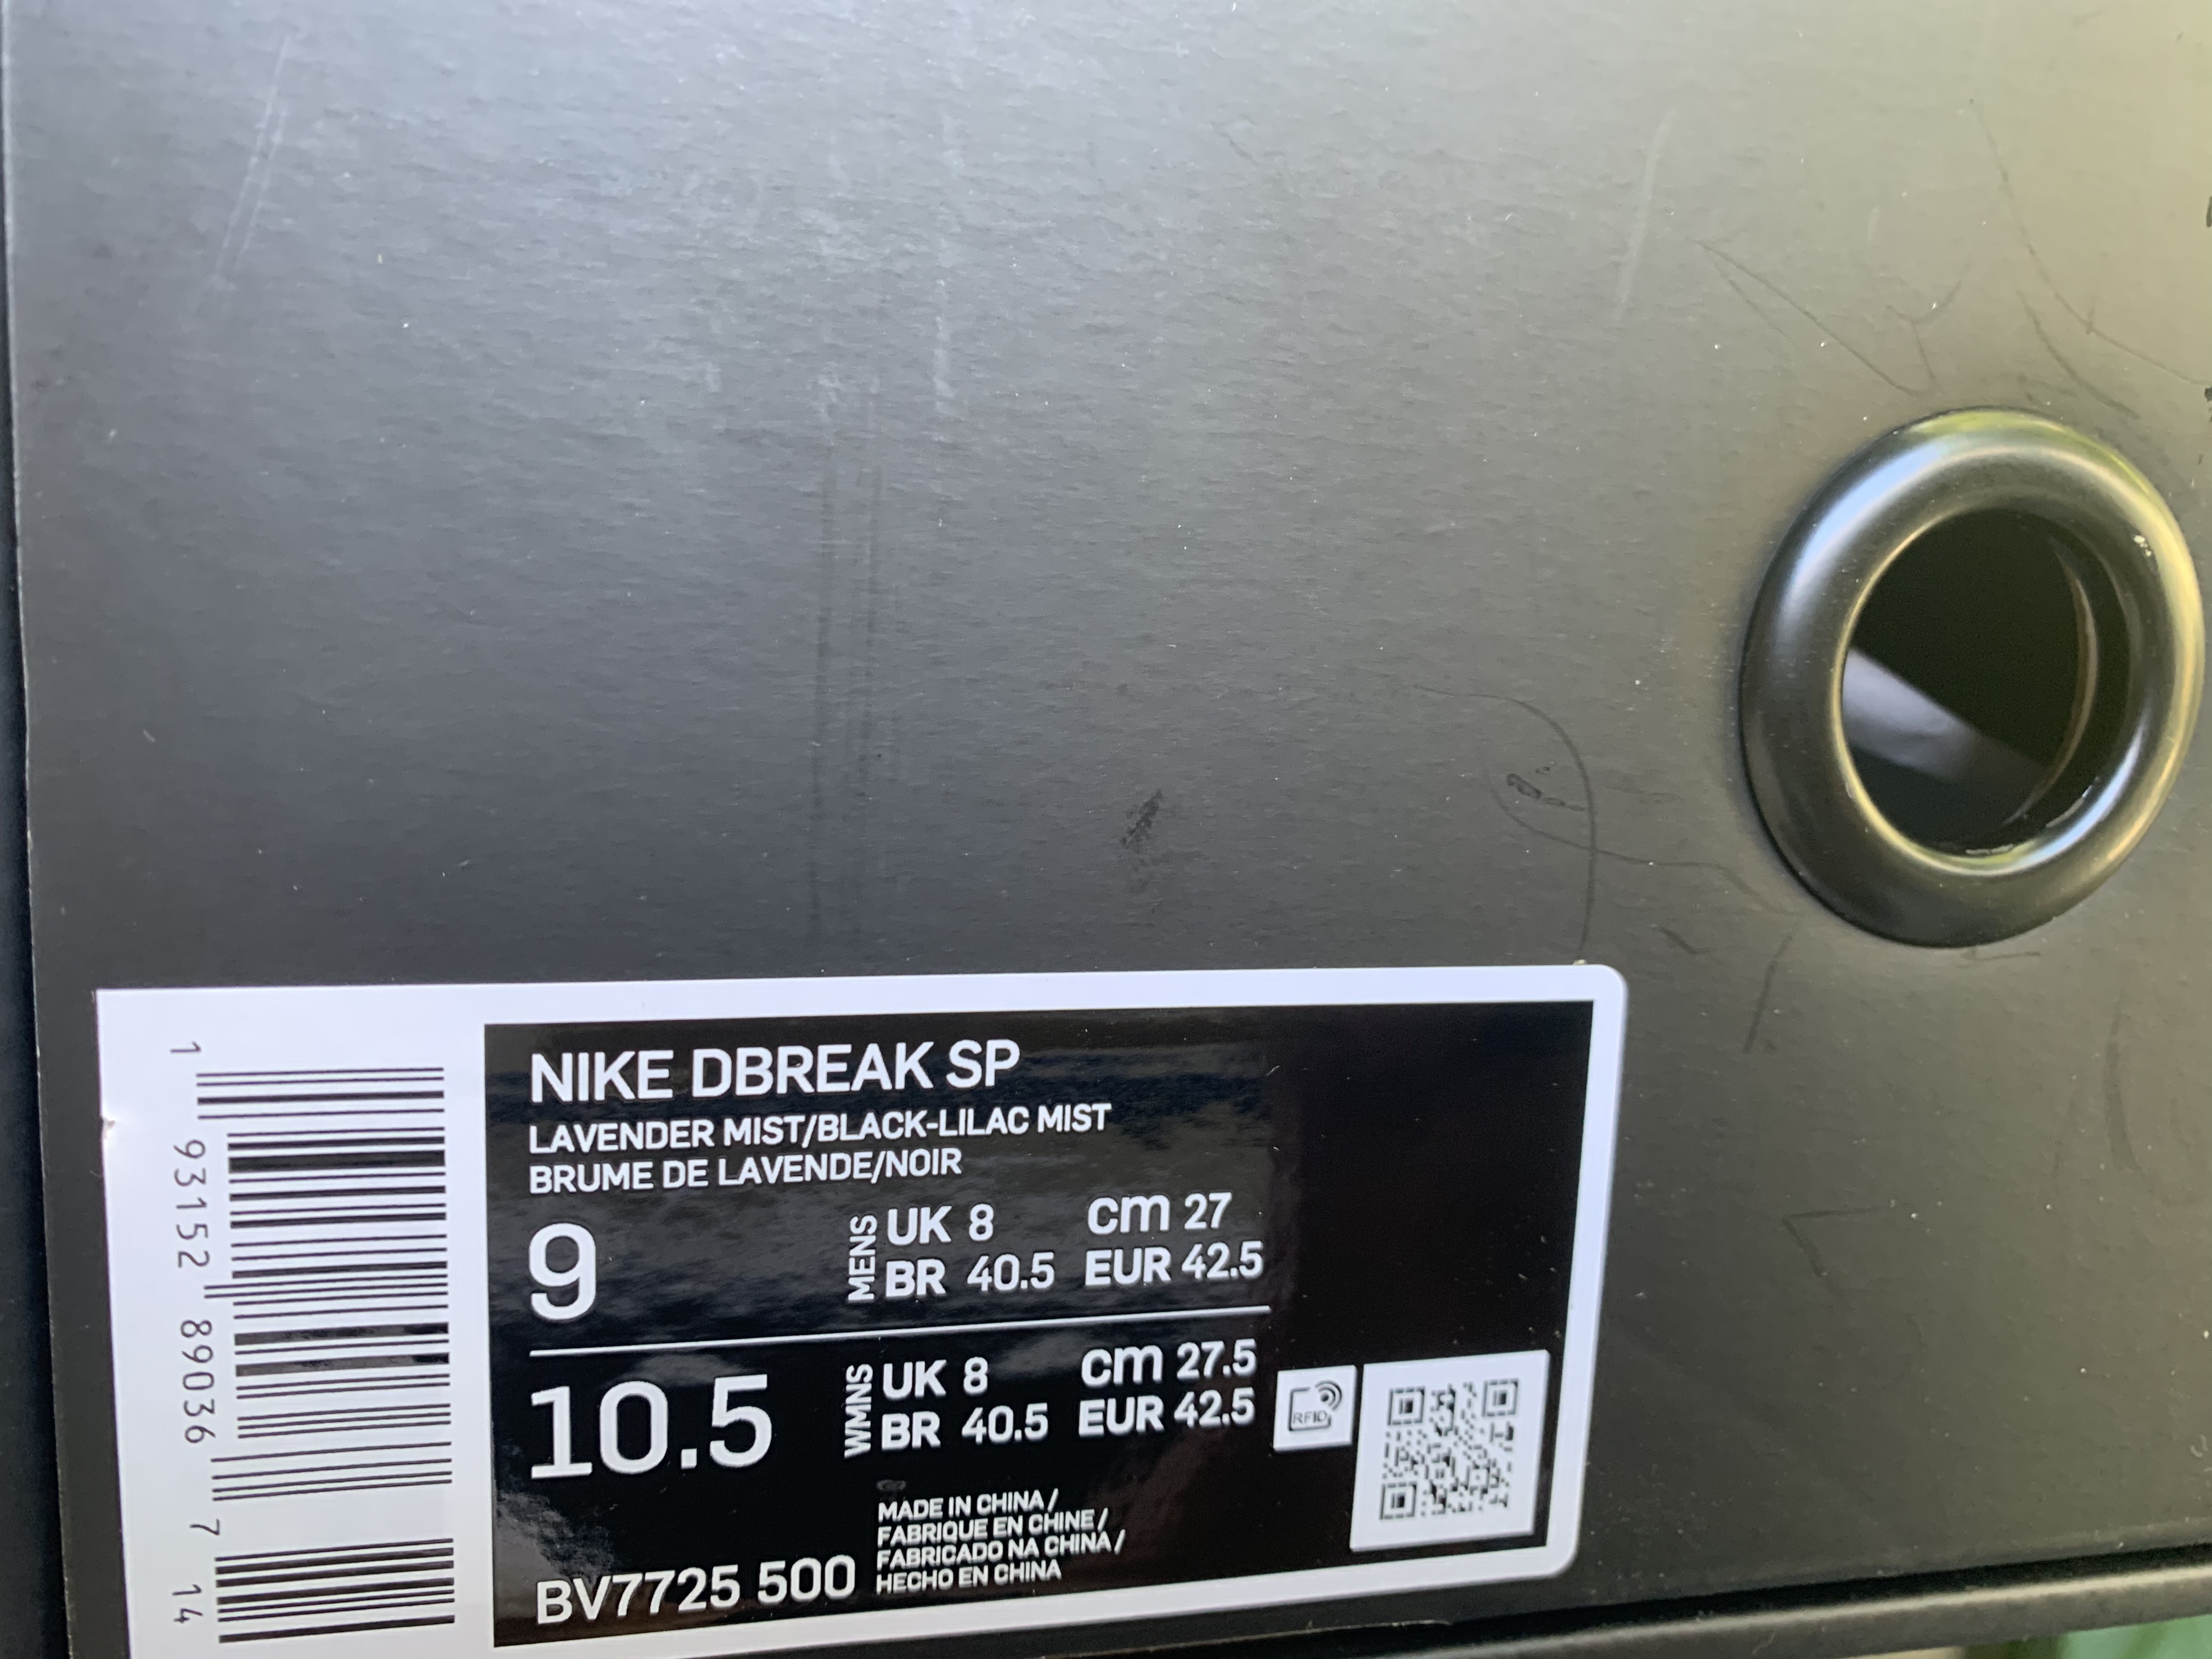 NIKE DBREAK SP
LAVENDER MIST/BLACK-LILAC MIST
BRUME DE LAVENDE/NOIR
9
MENS
UK 8 cm 27
BR 40.5 EUR 42.5
10.5
WMNS
UK 8 cm 27.5
BR 40.5 EUR 42.5
RFID
BV7725 500
MADE IN CHINA /
FABRIQUE EN CHINE /
FABRICADO NA CHINA /
HECHO EN CHINA
1 93152 89036 7 14